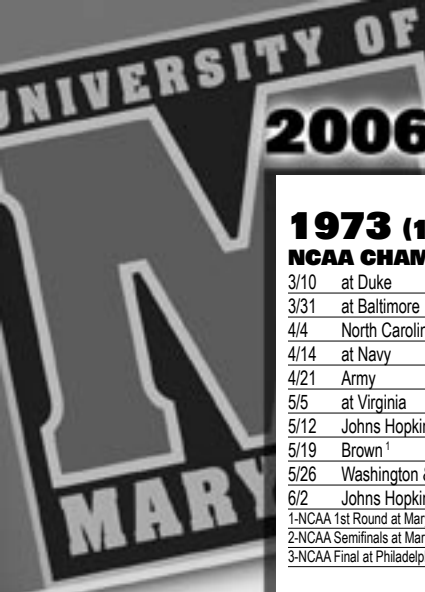 UNIVERSITY OF
M
MARY
2006
1973 (1
NCAA CHAM
3/10 at Duke
3/31 at Baltimore
4/4 North Carolin
4/14 at Navy
4/21 Army
5/5 at Virginia
5/12 Johns Hopkin
5/19 Brown ¹
5/26 Washington &
6/2 Johns Hopkin
1-NCAA 1st Round at Mary
2-NCAA Semifinals at Mar
3-NCAA Final at Philadelp